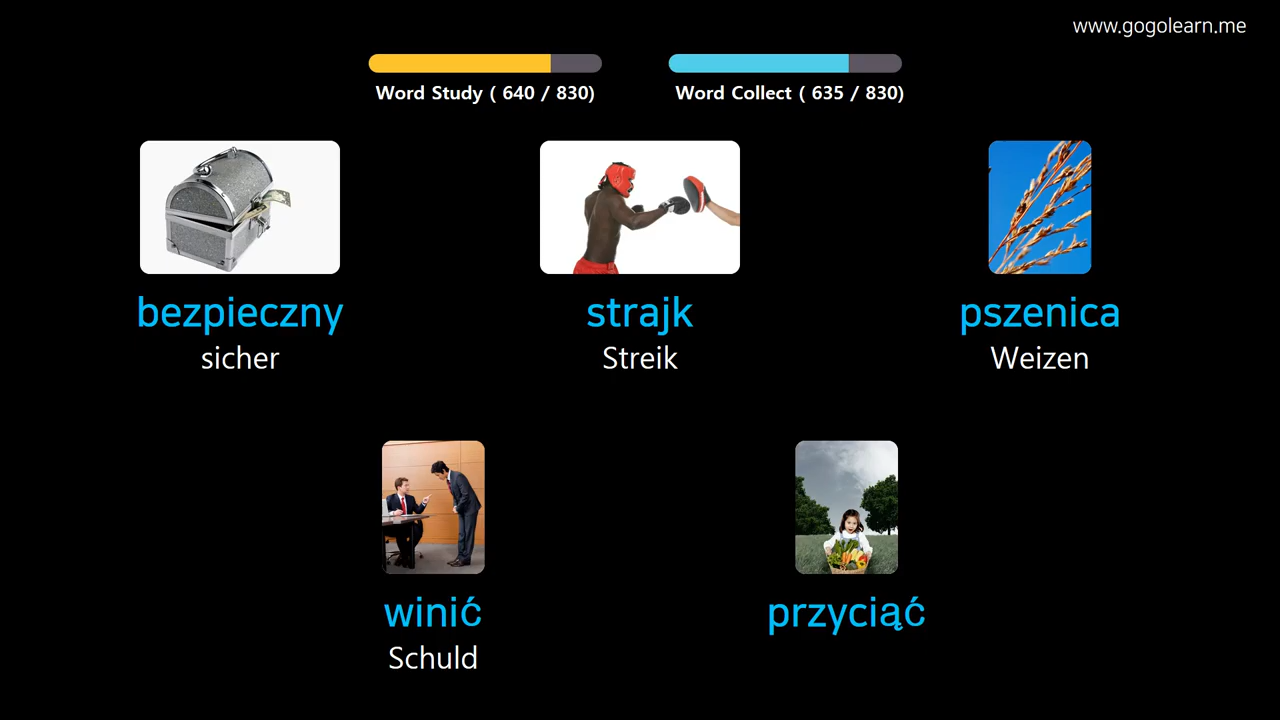 www.gogolearn.me
Word Study ( 640 / 830)
Word Collect ( 635 / 830)
bezpieczny
sicher
strajk
Streik
pszenica
Weizen
winić
Schuld
przyciąć